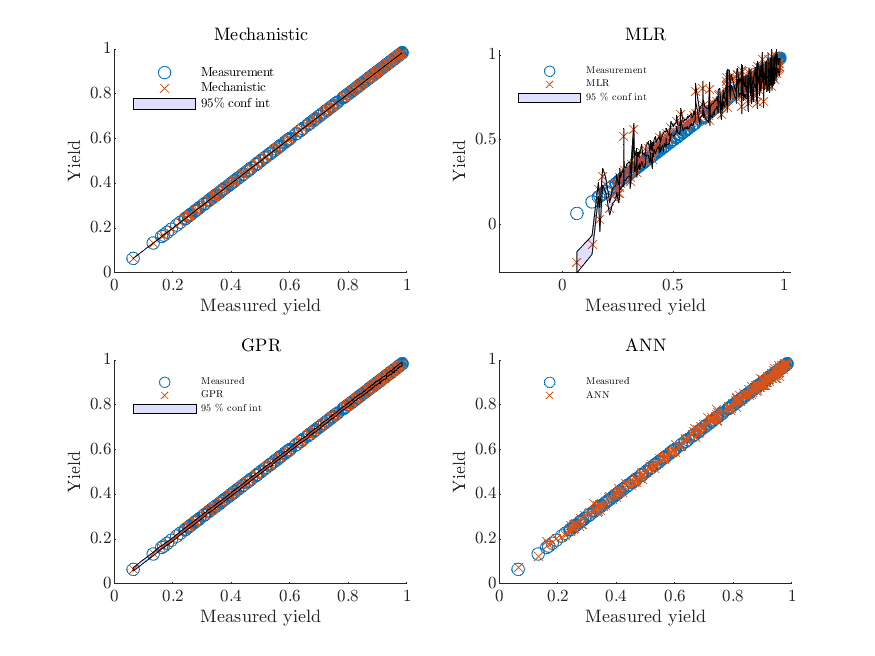 Mechanistic
1
0.8
0.6
0.4
0.2
0
0 0.2 0.4 0.6 0.8 1
Yield
Measured yield
Measurement
Mechanistic
95% conf int
MLR
1
0.5
0
0 0.5 1
Yield
Measured yield
Measurement
MLR
95 % conf int
GPR
1
0.8
0.6
0.4
0.2
0
0 0.2 0.4 0.6 0.8 1
Yield
Measured yield
Measured
GPR
95 % conf int
ANN
1
0.8
0.6
0.4
0.2
0
0 0.2 0.4 0.6 0.8 1
Yield
Measured yield
Measured
ANN